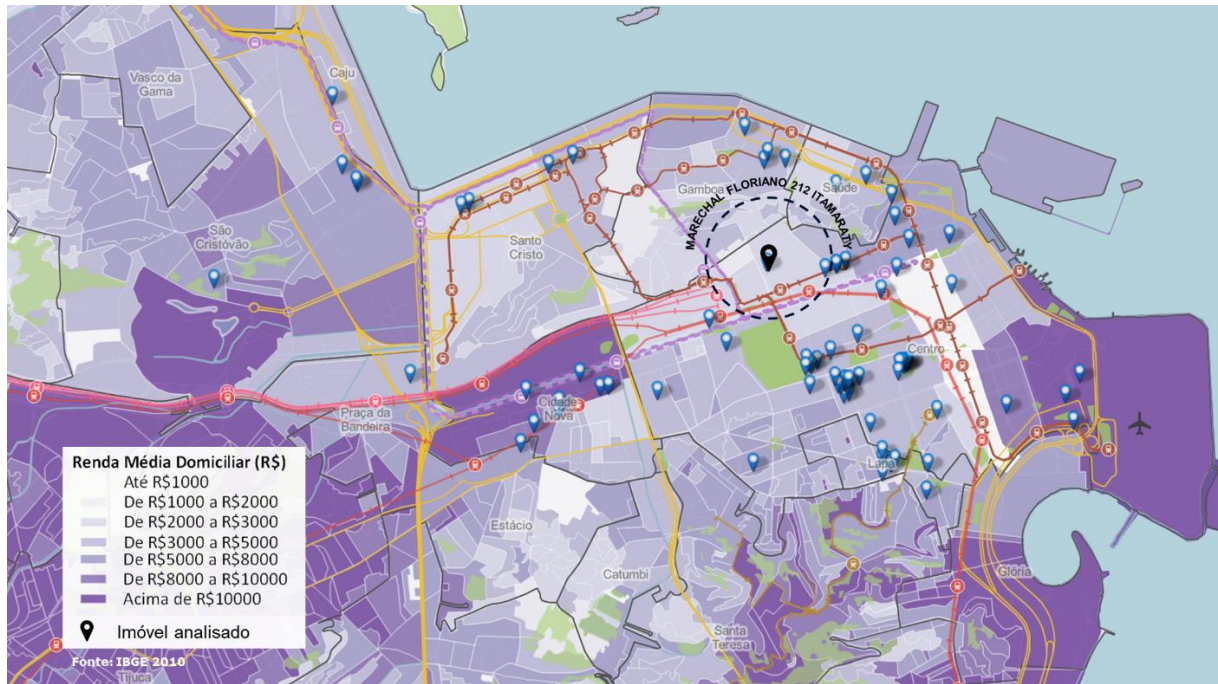 Caju
Vasco da
Gama
Gamboa
Saúde
MARECHAL FLORIANO 212 ITAMARATIY
São
Cristóvão
Santo
Cristo
Centro
Praça da
Bandeira
Cidade
Nova
Lapa
Renda Média Domiciliar (R$)
Até R$1000
De R$1000 a R$2000
De R$2000 a R$3000
De R$3000 a R$5000
De R$5000 a R$8000
De R$8000 a R$10000
Acima de R$10000
Imóvel analisado
Estácio
Catumbi
Glória
Santa
Teresa
Fonte: IBGE 2010
Tijuca